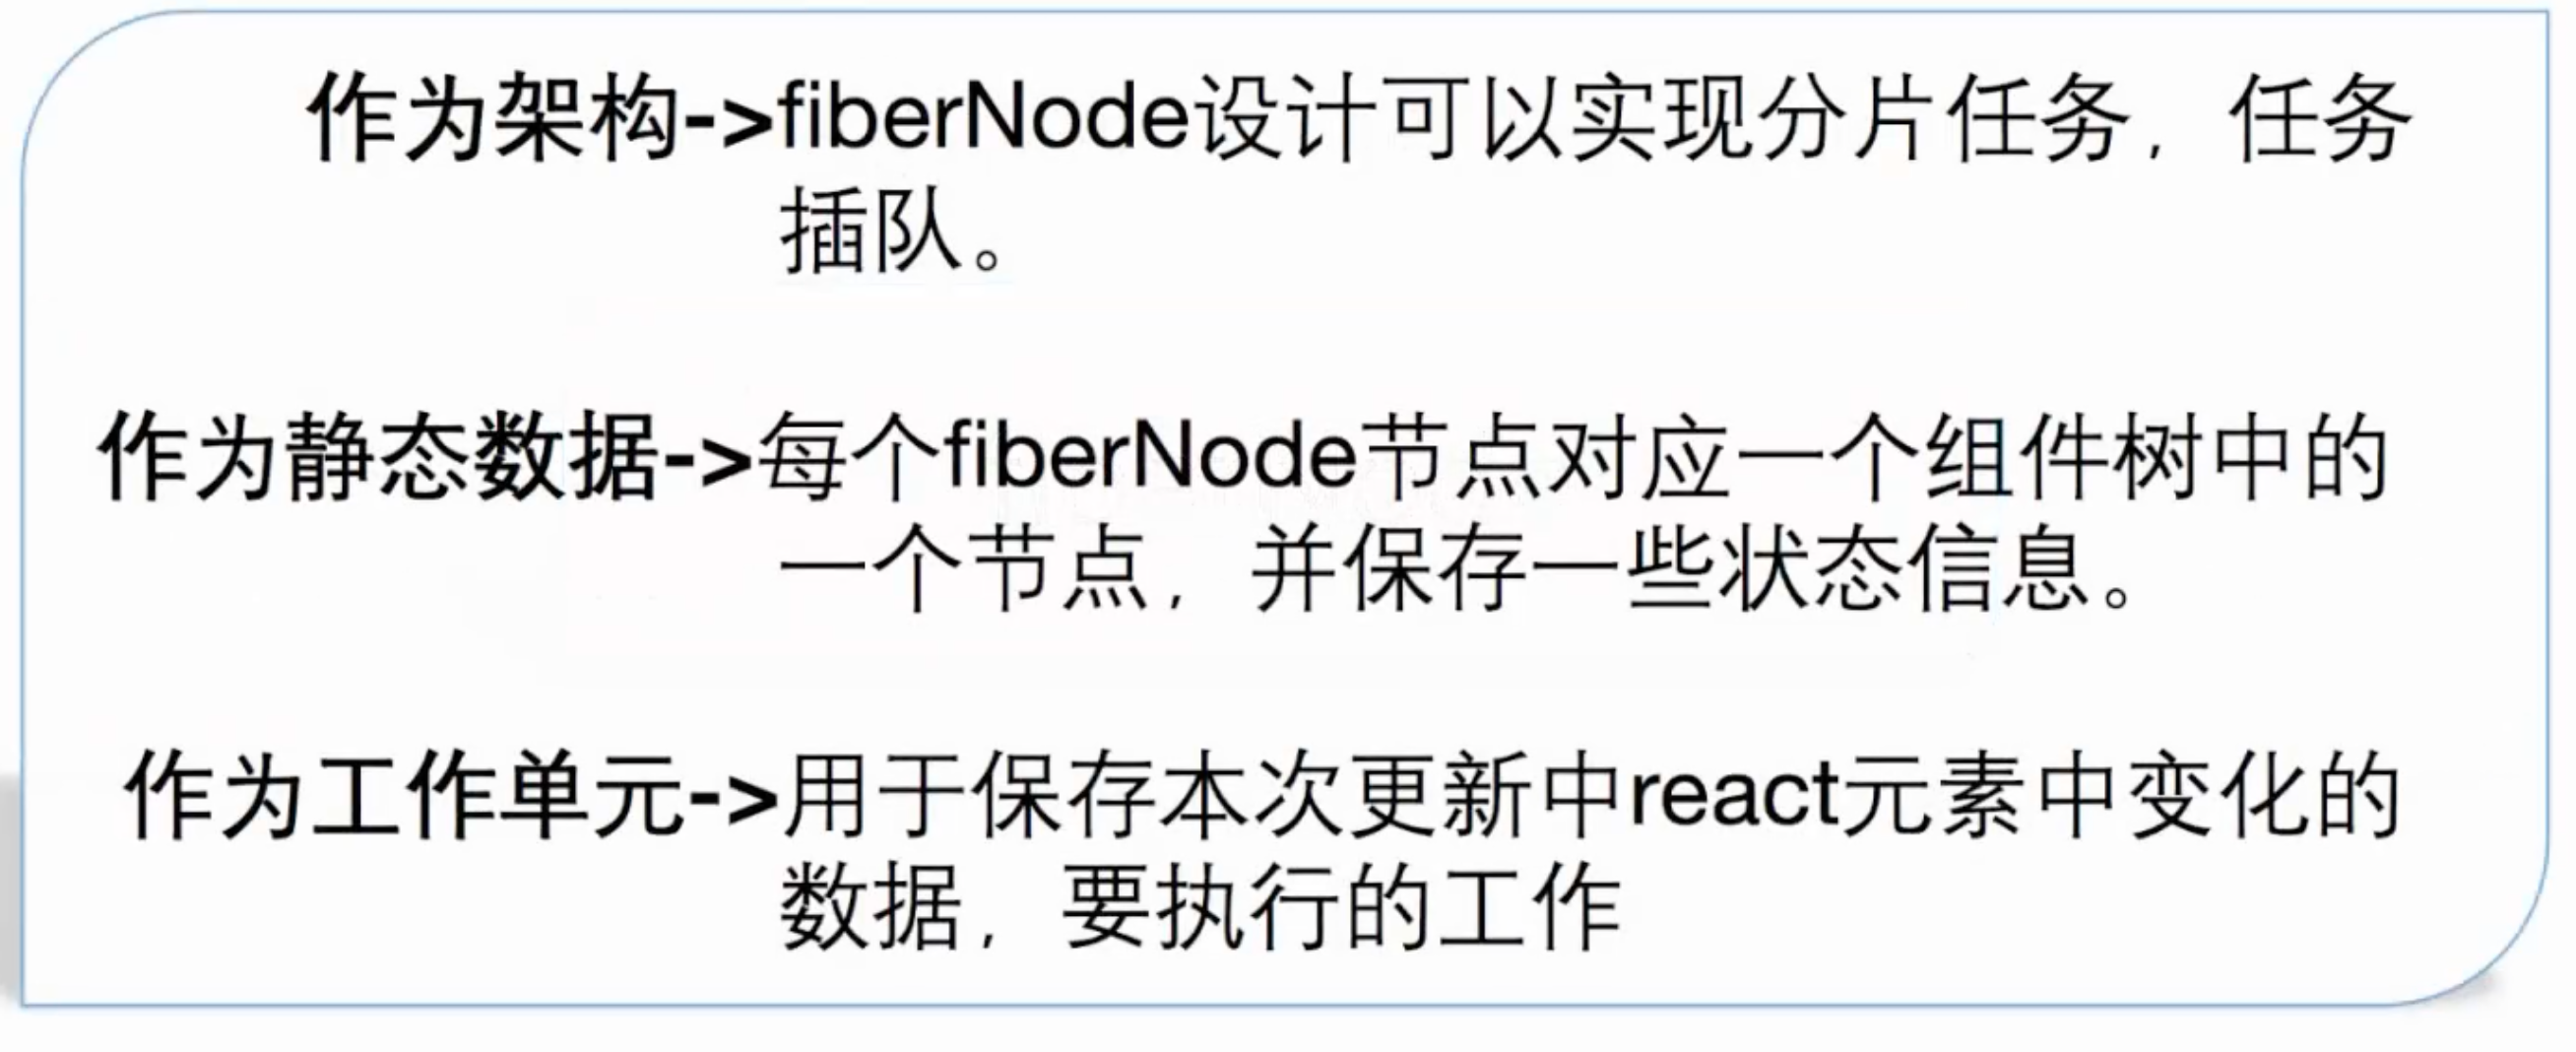 作为架构->fiberNode设计可以实现分片任务，任务
插队。
作为静态数据->每个fiberNode节点对应一个组件树中的
一个节点，并保存一些状态信息。
作为工作单元->用于保存本次更新中react元素中变化的
数据，要执行的工作